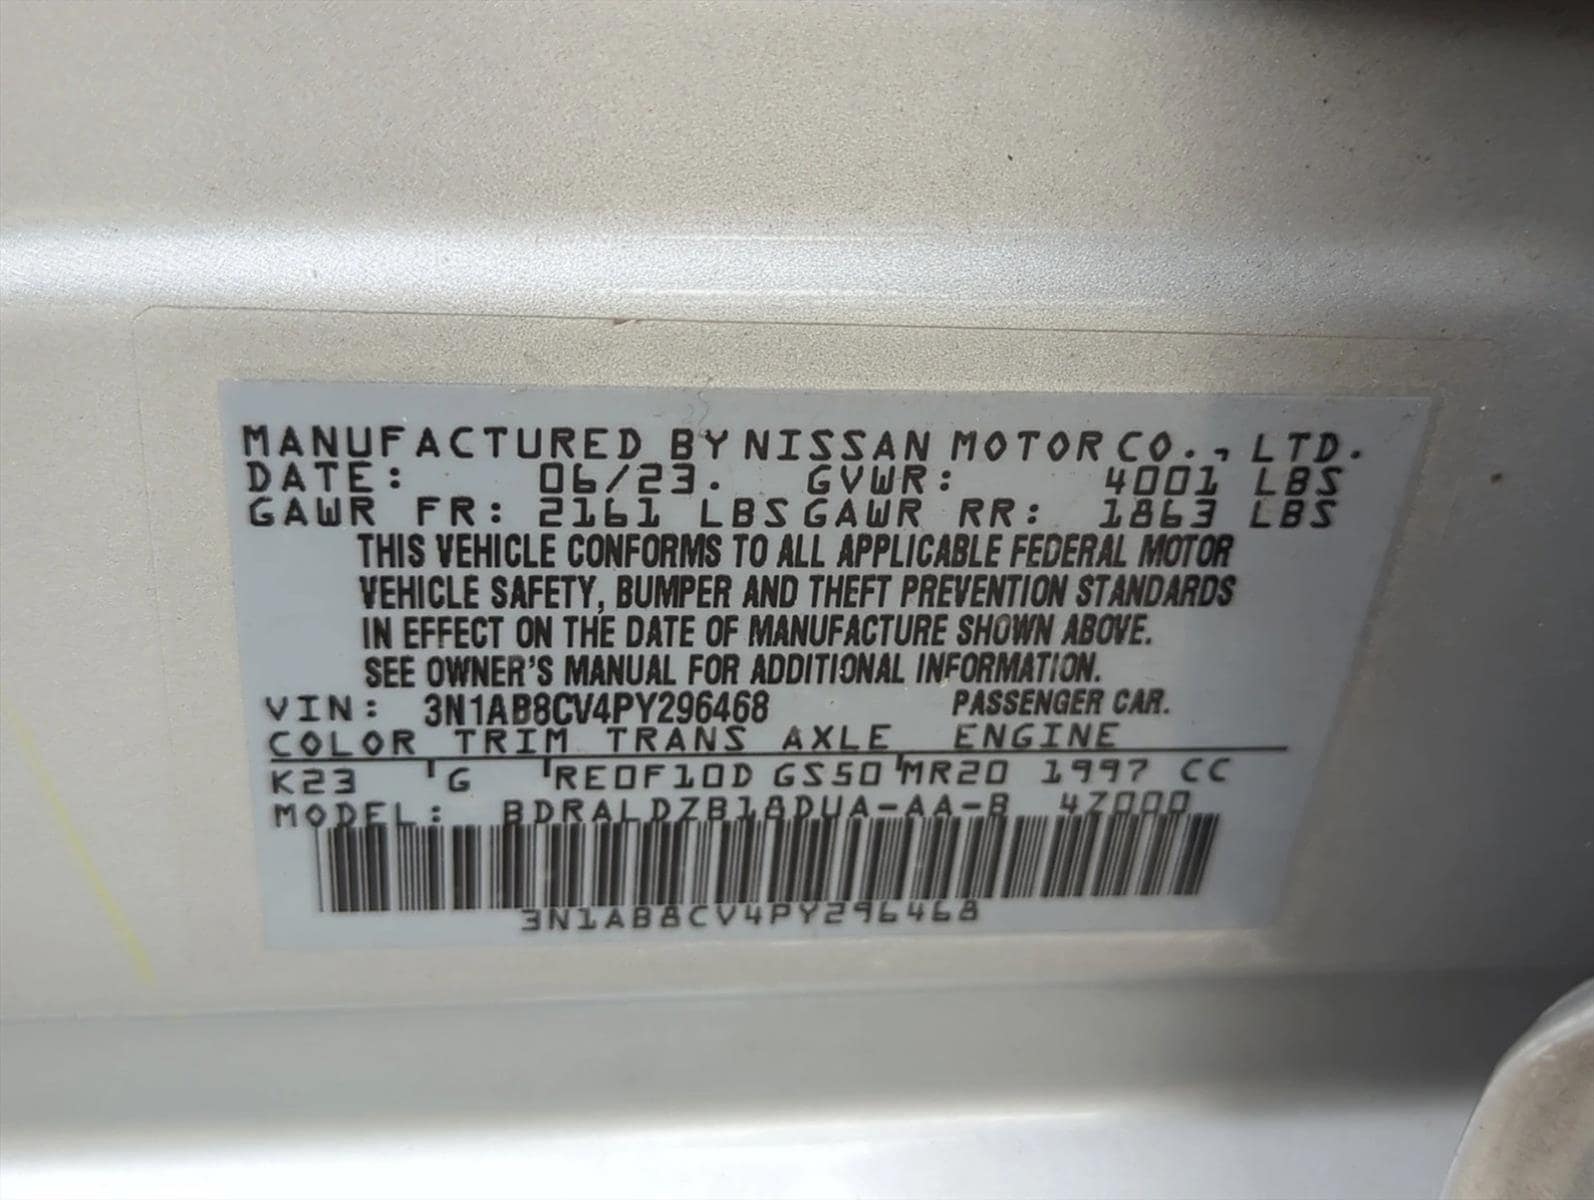 MANUFACTURED BY NISSAN MOTOR CO., LTD.
DATE: 06/23. GVWR: 4001 LBS
GAWR FR: 2161 LBS GAWR RR: 1863 LBS
THIS VEHICLE CONFORMS TO ALL APPLICABLE FEDERAL MOTOR
VEHICLE SAFETY, BUMPER AND THEFT PREVENTION STANDARDS
IN EFFECT ON THE DATE OF MANUFACTURE SHOWN ABOVE.
SEE OWNER'S MANUAL FOR ADDITIONAL INFORMATION.
VIN: 3N1AB8CV4PY296468 PASSENGER CAR.
COLOR TRIM TRANS AXLE ENGINE
K23 G RE0F10D GS50 MR20 1997 CC
MODEL: BDRALDZB18DUA-AA-B 4Z000
3N1AB8CV4PY296468